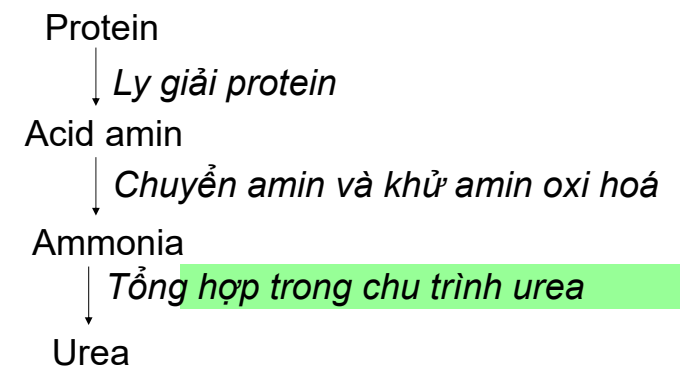 Protein
Ly giải protein
Acid amin
Chuyển amin và khử amin oxi hoá
Ammonia
Tổng hợp trong chu trình urea
Urea